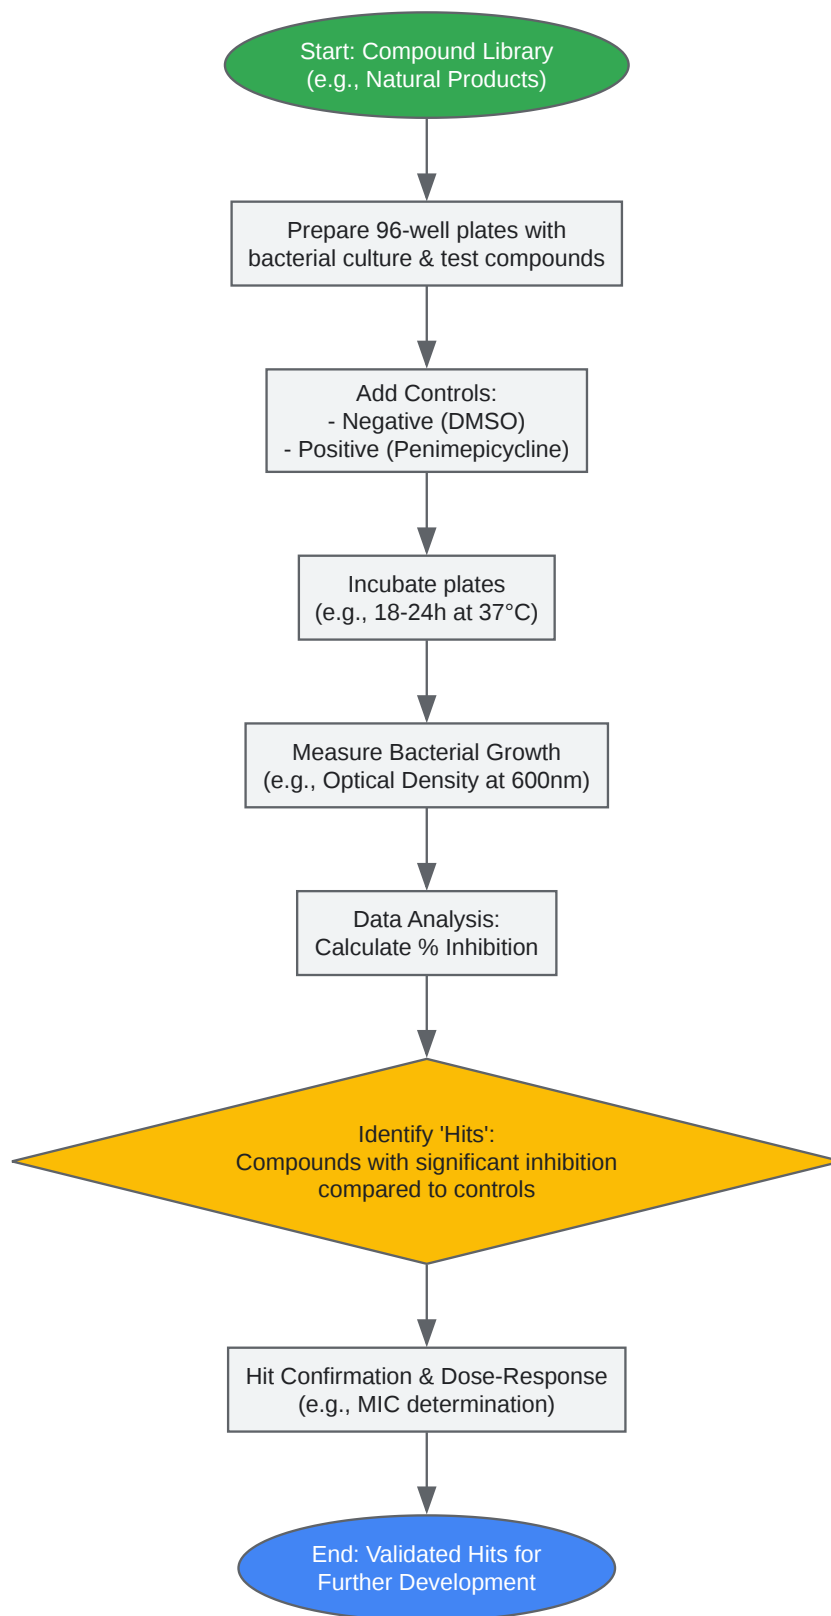 Start: Compound Library
(e.g., Natural Products)
Prepare 96-well plates with
bacterial culture & test compounds
Add Controls:
- Negative (DMSO)
- Positive (Penimepicycline)
Incubate plates
(e.g., 18-24h at 37°C)
Measure Bacterial Growth
(e.g., Optical Density at 600nm)
Data Analysis:
Calculate % Inhibition
Identify 'Hits':
Compounds with significant inhibition
compared to controls
Hit Confirmation & Dose-Response
(e.g., MIC determination)
End: Validated Hits for
Further Development